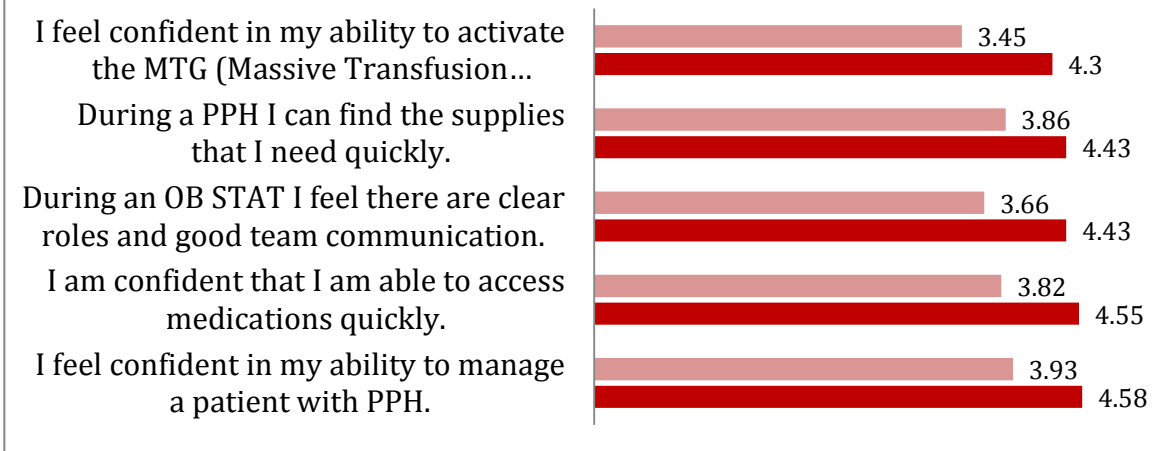 I feel confident in my ability to activate
the MTG (Massive Transfusion…
3.45
4.3
During a PPH I can find the supplies
that I need quickly.
3.86
4.43
During an OB STAT I feel there are clear
roles and good team communication.
3.66
4.43
I am confident that I am able to access
medications quickly.
3.82
4.55
I feel confident in my ability to manage
a patient with PPH.
3.93
4.58